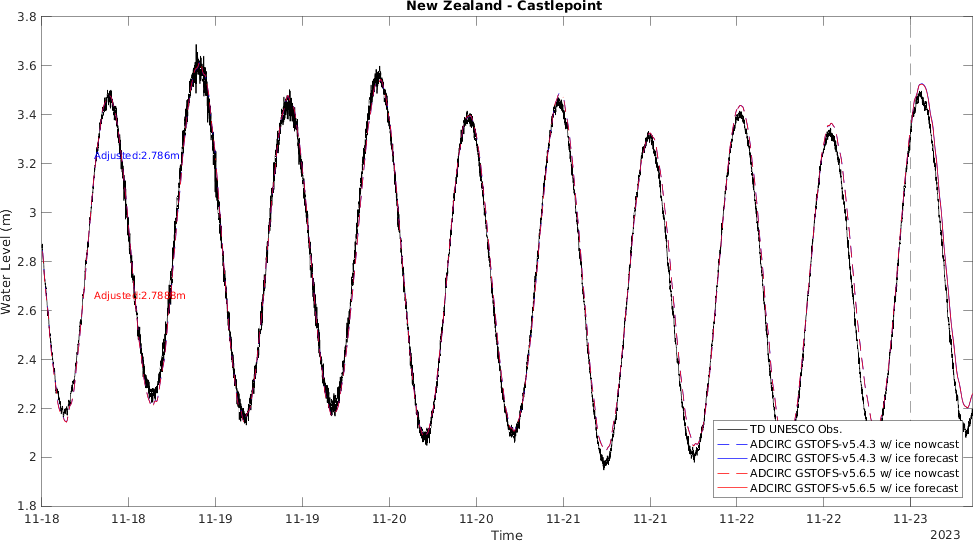 New Zealand - Castlepoint
3.8
3.6
3.4
3.2
3
2.8
2.6
2.4
2.2
2
1.8
Water Level (m)
Adjusted:2.786m
Adjusted:2.7888m
TD UNESCO Obs.
ADCIRC GSTOFS-v5.4.3 w/ ice nowcast
ADCIRC GSTOFS-v5.4.3 w/ ice forecast
ADCIRC GSTOFS-v5.6.5 w/ ice nowcast
ADCIRC GSTOFS-v5.6.5 w/ ice forecast
11-18 11-18 11-19 11-19 11-20 11-20 11-21 11-21 11-22 11-22 11-23
Time
2023